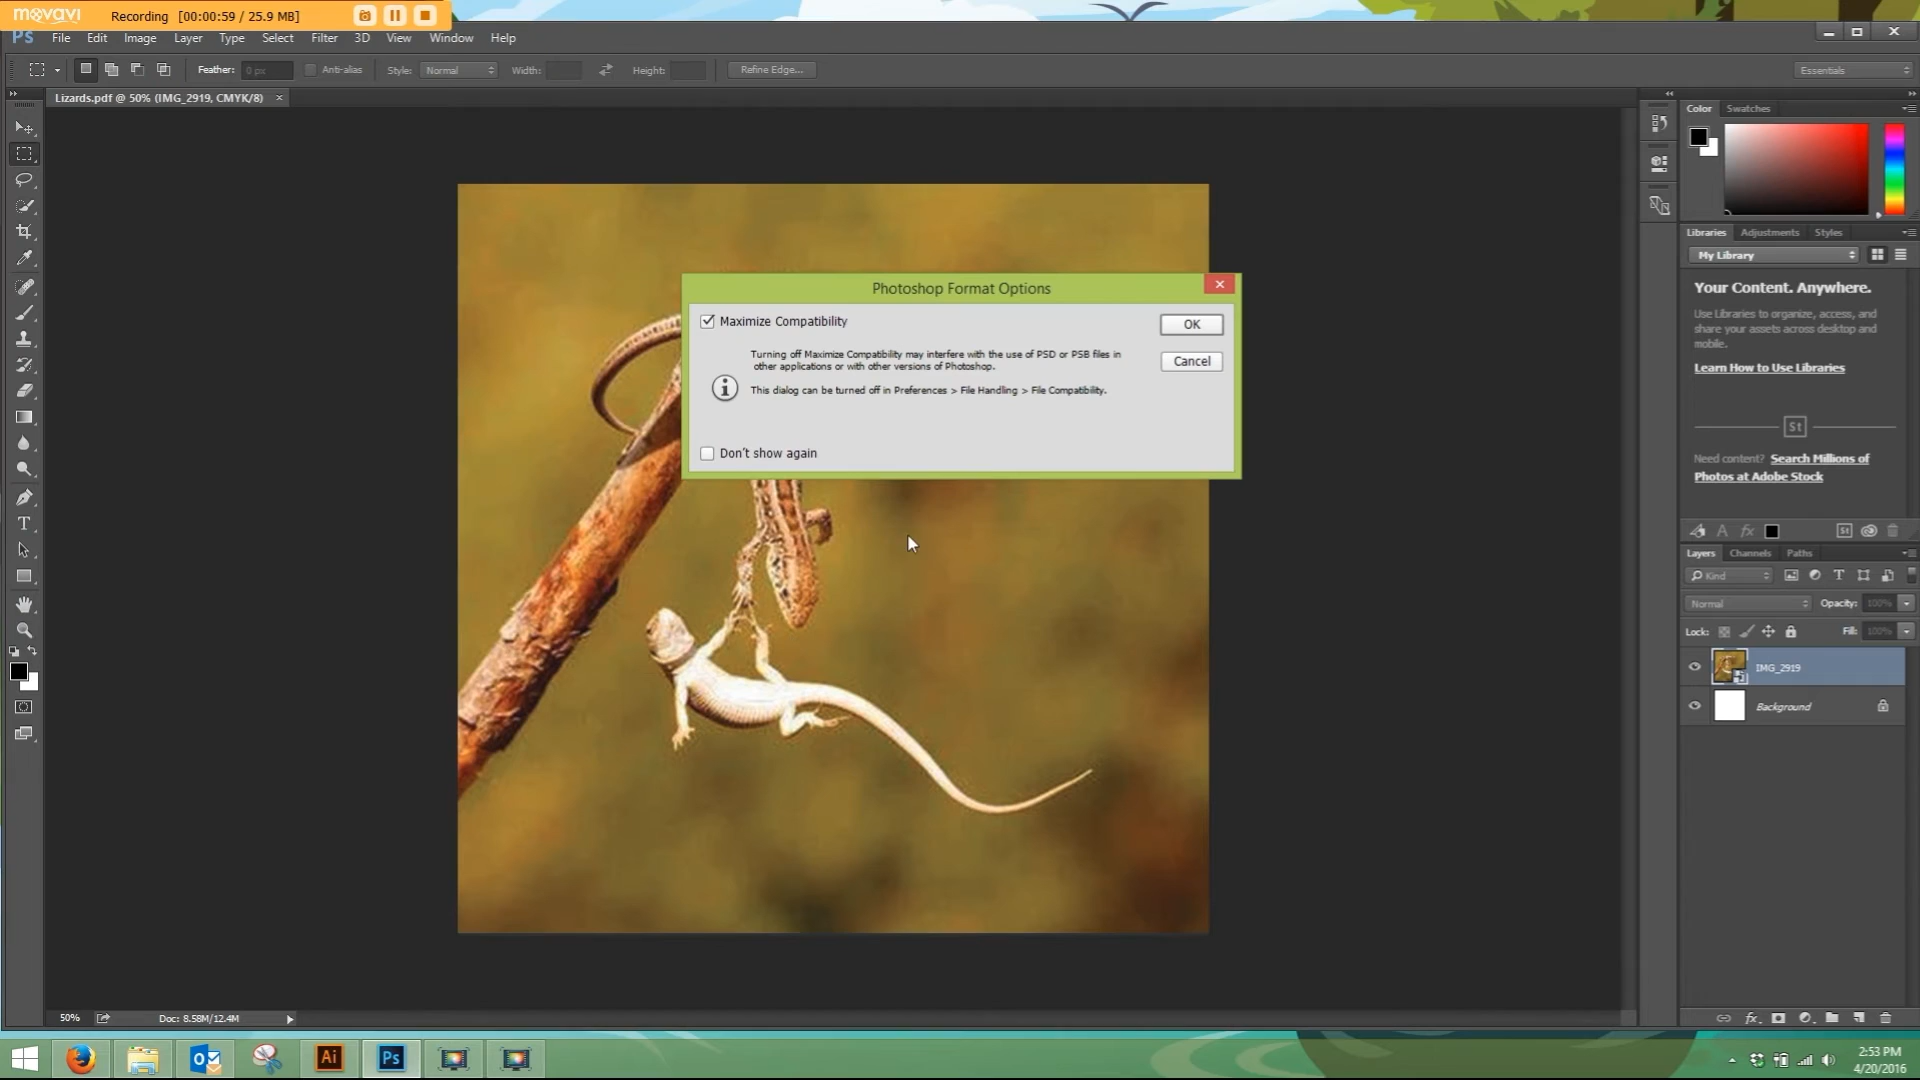 movavi Recording [00:00:59 / 25.9 MB]
Ps File Edit Image Layer Type Select Filter 3D View Window Help
Feather: 0 px Anti-alias Style: Normal Width: Height: Refine Edge... Essentials
Lizards.pdf @ 50% (IMG_2919, CMYK/8) ×
Color Swatches
Libraries Adjustments Styles
My Library
Your Content. Anywhere.
Use Libraries to organize, access, and
share your assets across desktop and
mobile.
Learn How to Use Libraries
St
Need content? Search Millions of
Photos at Adobe Stock
Photoshop Format Options
Maximize Compatibility
OK
Turning off Maximize Compatibility may interfere with the use of PSD or PSB files in
other applications or with other versions of Photoshop.
Cancel
This dialog can be turned off in Preferences > File Handling > File Compatibility.
Don't show again
Layers Channels Paths
Kind
Normal Opacity: 100%
Lock: Fill: 100%
IMG_2919
Background
50% Doc: 8.58M/12.4M
Ai Ps
2:53 PM
4/20/2016